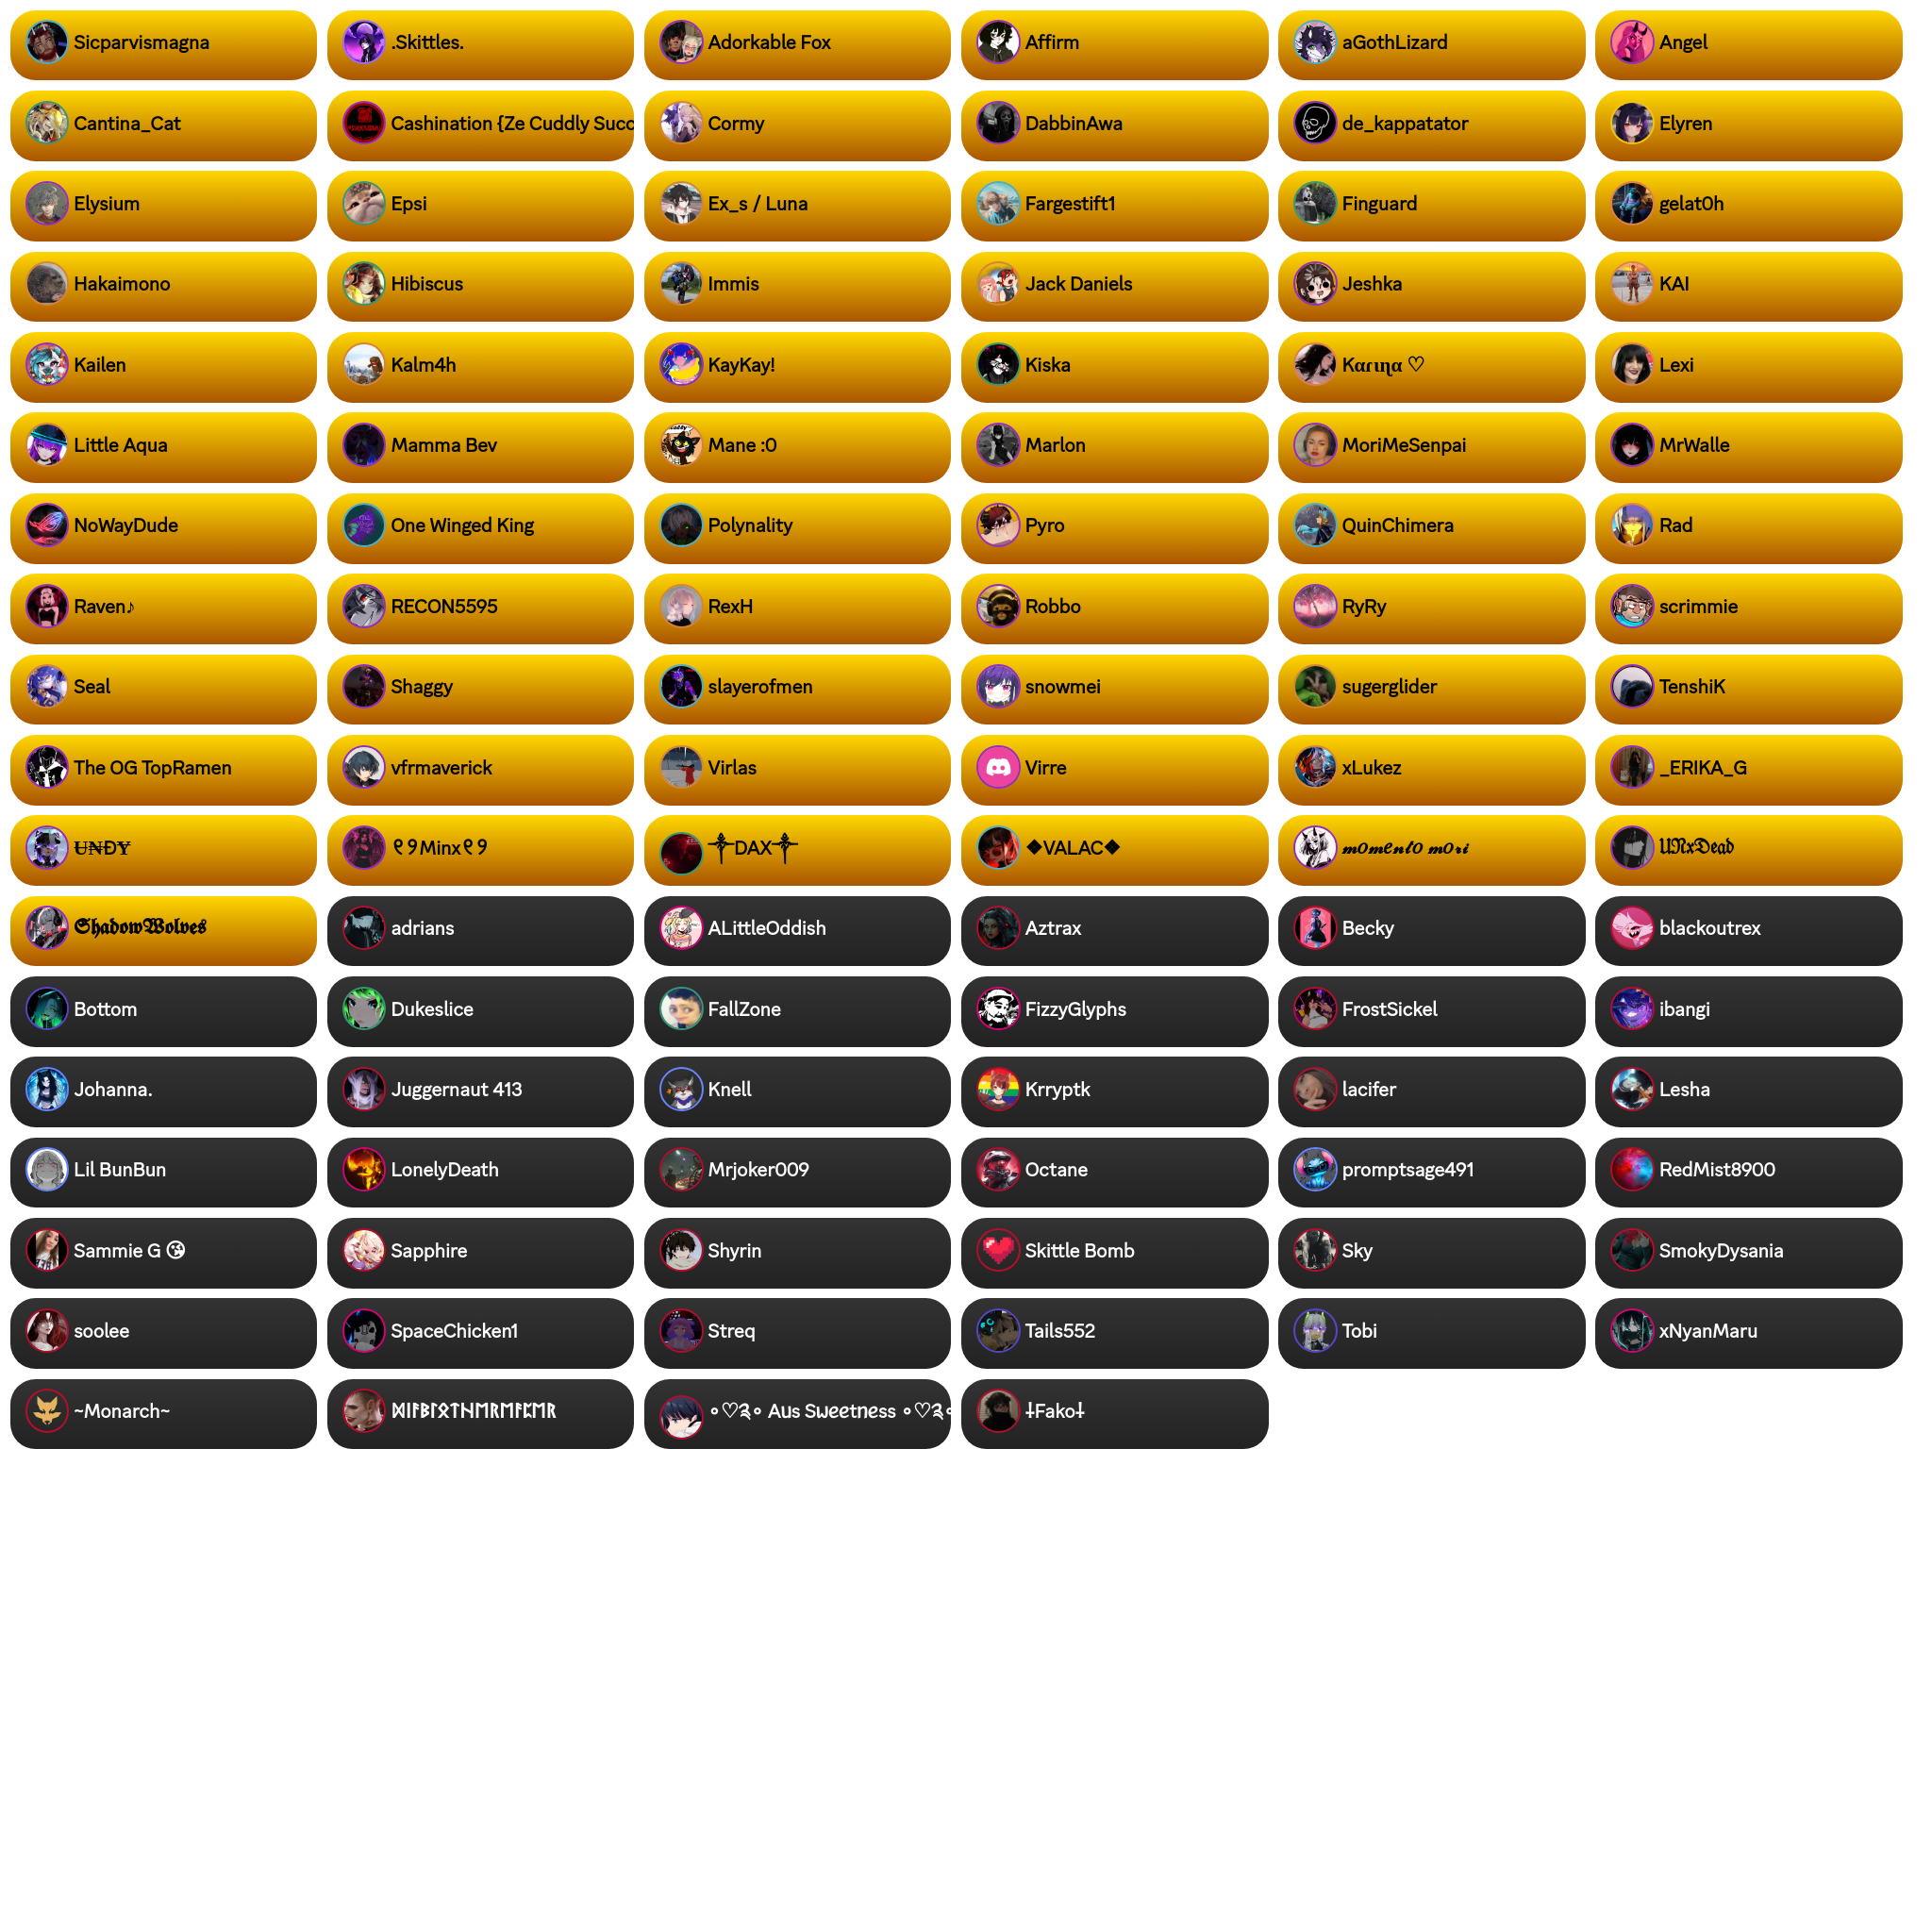 Sicparvismagna
.Skittles.
Adorkable Fox
Affirm
aGothLizard
Angel
Cantina_Cat
Cashination {Ze Cuddly Succ
Cormy
DabbinAwa
de_kappatator
Elyren
Elysium
Epsi
Ex_s / Luna
Fargestift1
Finguard
gelat0h
Hakaimono
Hibiscus
Immis
Jack Daniels
Jeshka
KAI
Kailen
Kalm4h
KayKay!
Kiska
Kαɾιɳα ♡
Lexi
Little Aqua
Mamma Bev
Mane :0
Marlon
MoriMeSenpai
MrWalle
NoWayDude
One Winged King
Polynality
Pyro
QuinChimera
Rad
Raven♪
RECON5595
RexH
Robbo
RyRy
scrimmie
Seal
Shaggy
slayerofmen
snowmei
sugerglider
TenshiK
The OG TopRamen
vfrmaverick
Virlas
Virre
xLukez
_ERIKA_G
U̶N̶ĐɎ
୧୨Minx୧୨
༒DAX༒
❖VALAC❖
𝓶𝓸𝓶𝓮𝓷𝓽𝓸 𝓶𝓸𝓻𝓲
𝔘𝔑𝔵𝔇𝔢𝔞𝔡
𝕾𝖍𝖆𝖉𝖔𝖜𝖂𝖔𝖑𝖛𝖊𝖘
adrians
ALittleOddish
Aztrax
Becky
blackoutrex
Bottom
Dukeslice
FallZone
FizzyGlyphs
FrostSickel
ibangi
Johanna.
Juggernaut 413
Knell
Krryptk
lacifer
Lesha
Lil BunBun
LonelyDeath
Mrjoker009
Octane
promptsage491
RedMist8900
Sammie G 😘
Sapphire
Shyrin
Skittle Bomb
Sky
SmokyDysania
soolee
SpaceChicken1
Streq
Tails552
Tobi
xNyanMaru
~Monarch~
ᛞᛁᚨᛒᛚᛟᛏᚺᛖᚱᛖᚨᛈᛖᚱ
∘♡༉∘ Aus Sweetness ∘♡༉∘
⸸Fako⸸